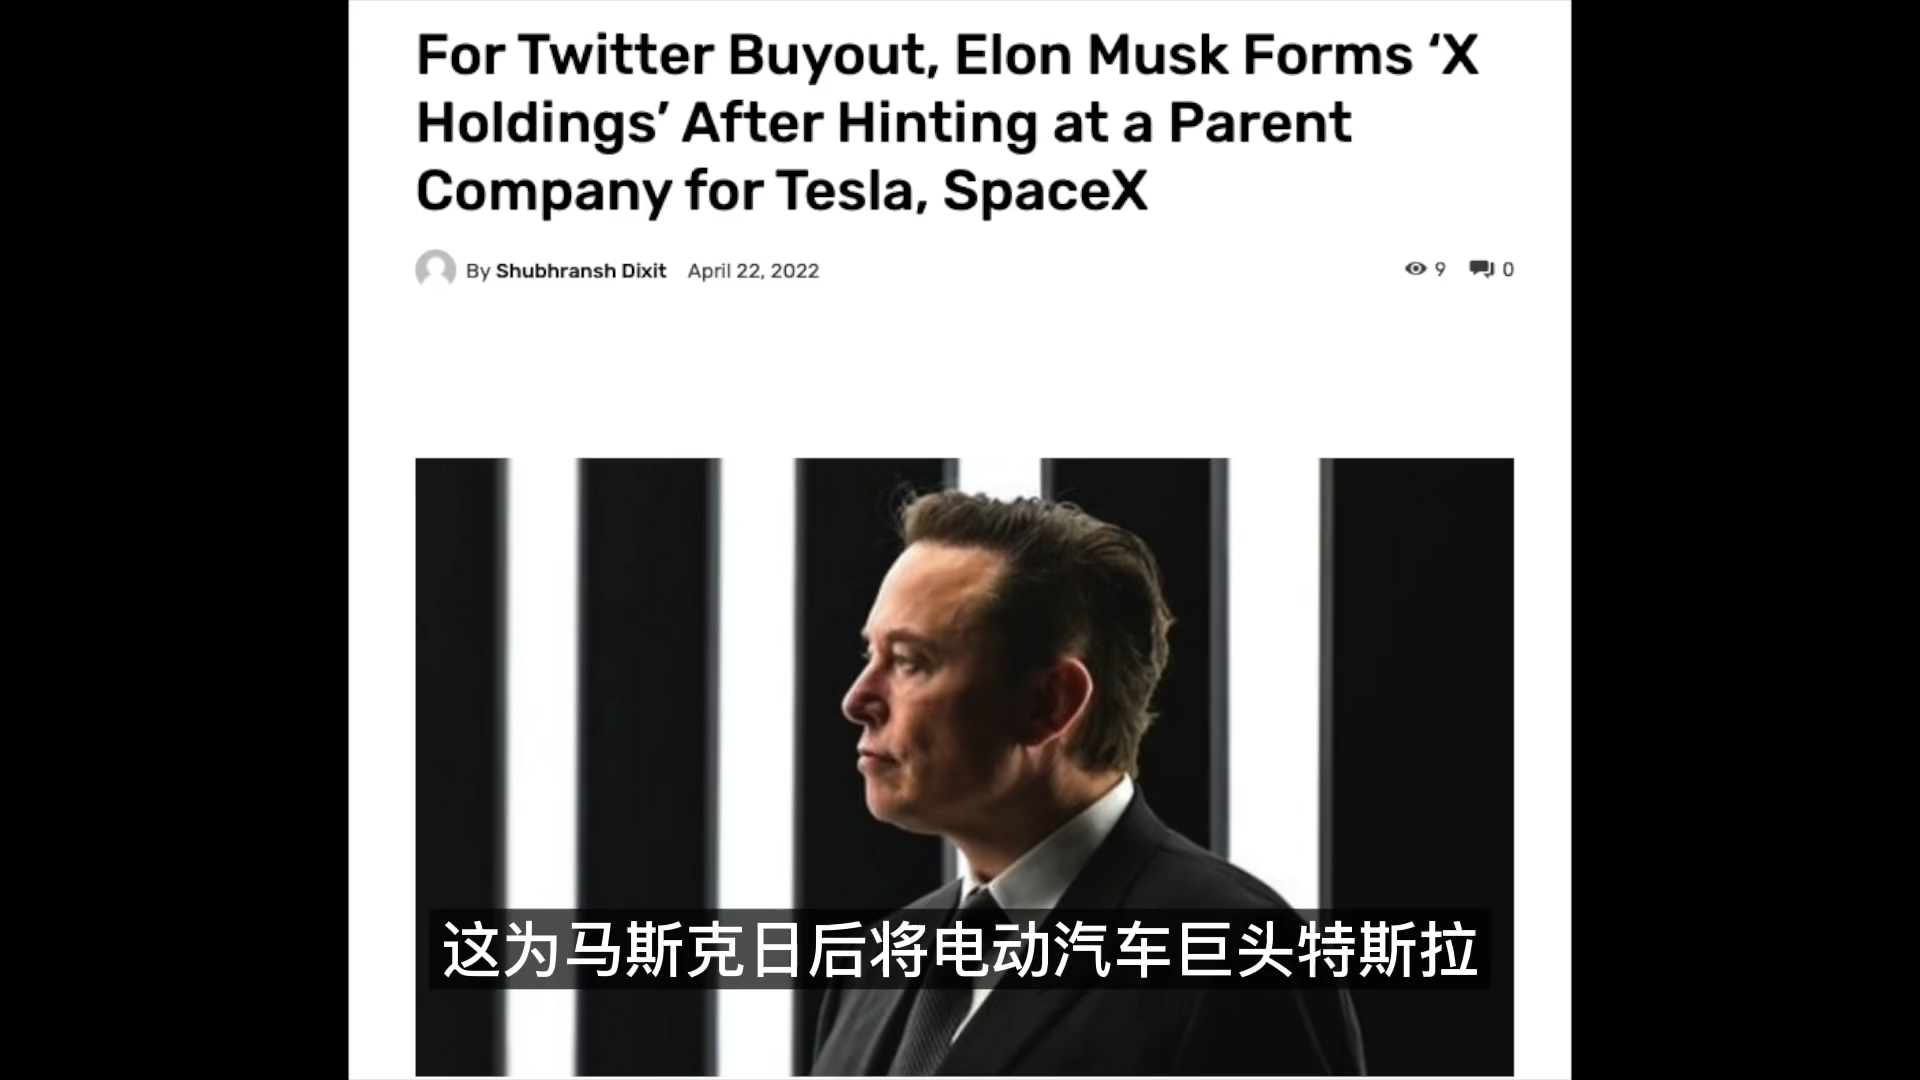 For Twitter Buyout, Elon Musk Forms ‘X
Holdings’ After Hinting at a Parent
Company for Tesla, SpaceX
By Shubhransh Dixit April 22, 2022 9 0
这为马斯克日后将电动汽车巨头特斯拉